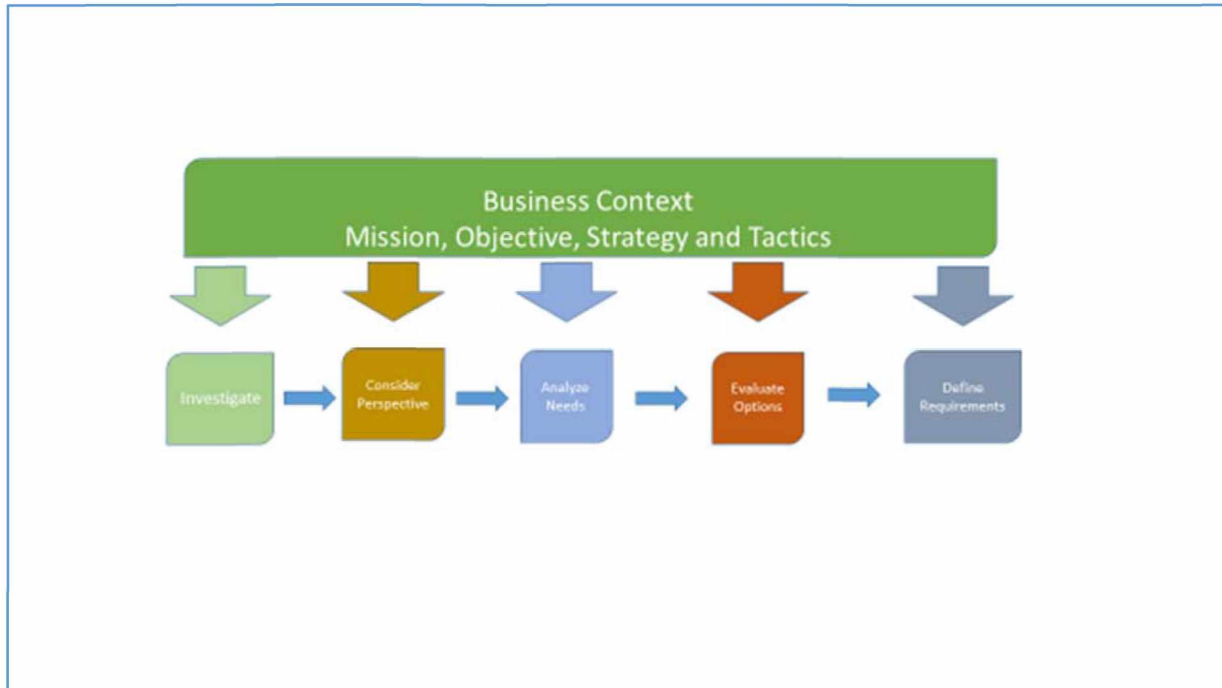 Business Context
Mission, Objective, Strategy and Tactics
Investigate
Consider
Perspective
Analyze
Needs
Evaluate
Options
Define
Requirements